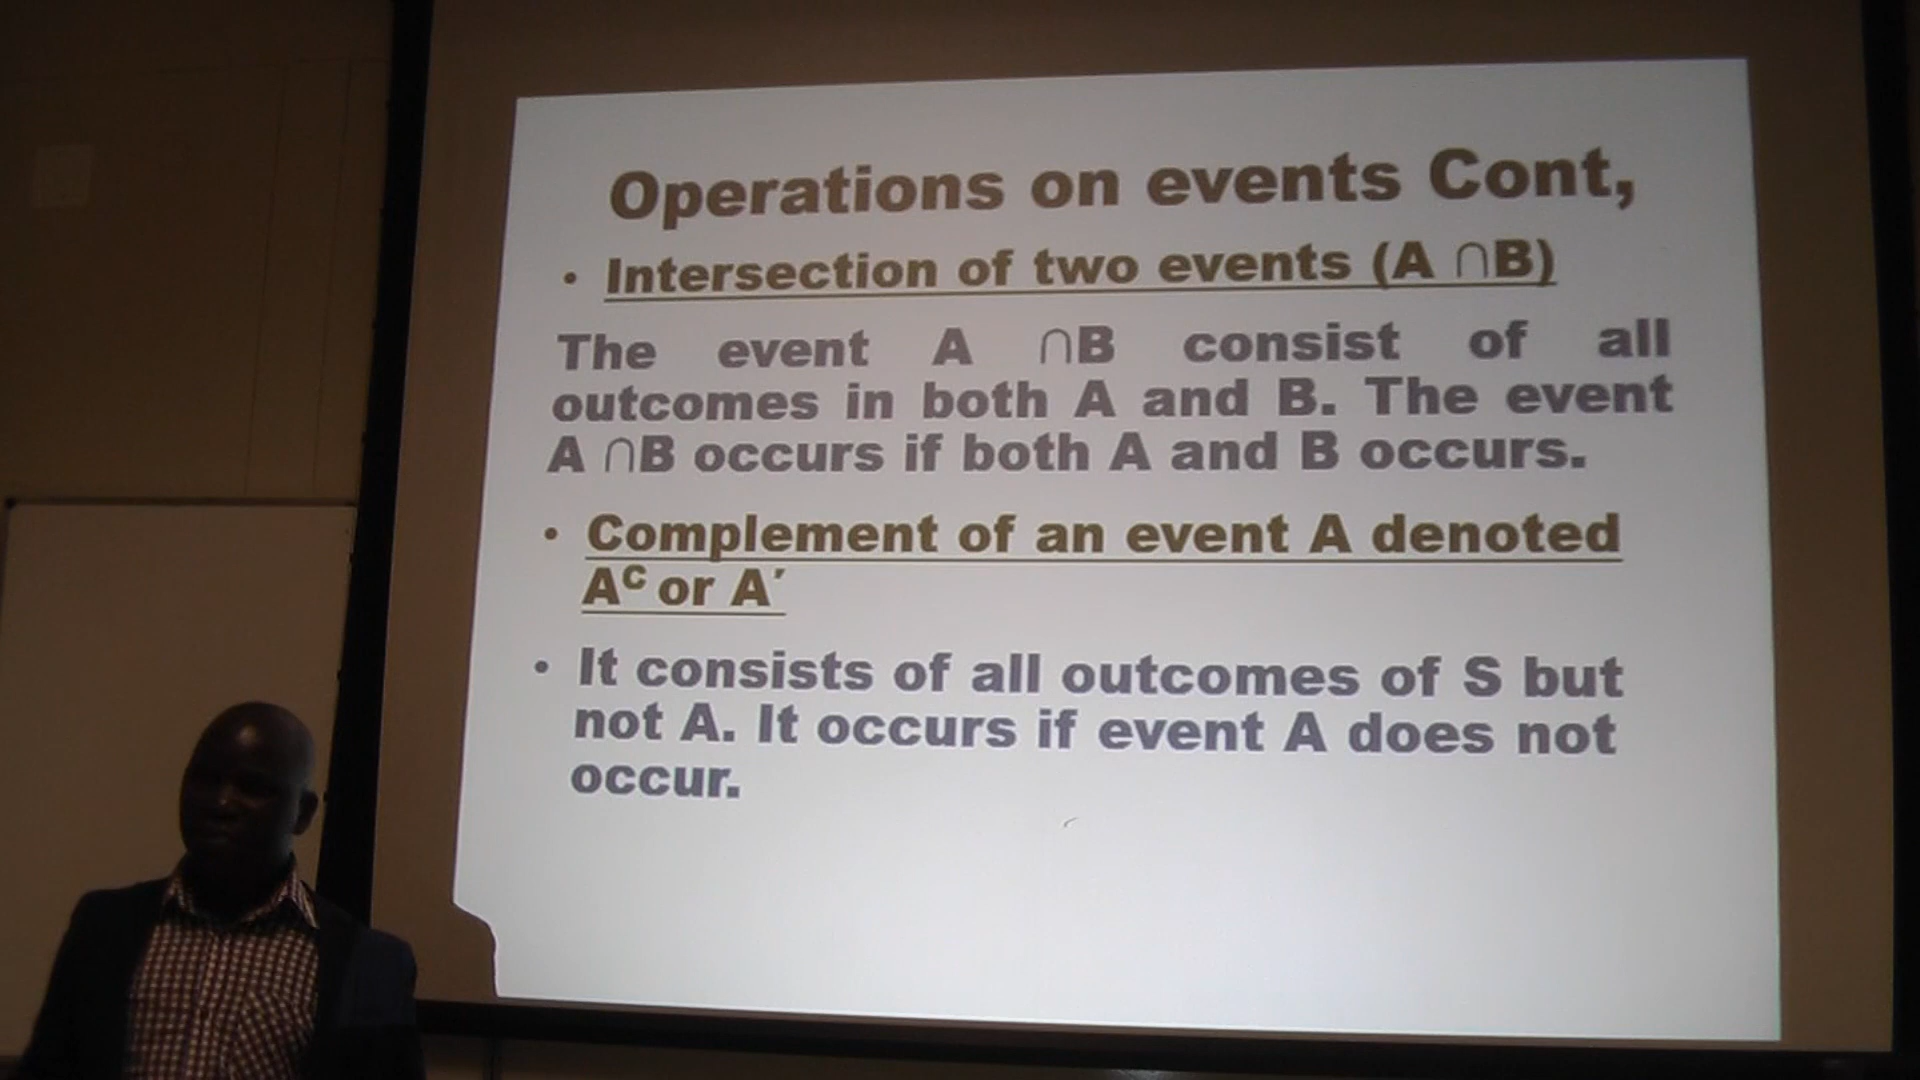 Operations on events Cont,
• Intersection of two events (A ∩B)
The event A ∩B consist of all
outcomes in both A and B. The event
A ∩B occurs if both A and B occurs.
• Complement of an event A denoted
Aᶜ or A′
• It consists of all outcomes of S but
not A. It occurs if event A does not
occur.